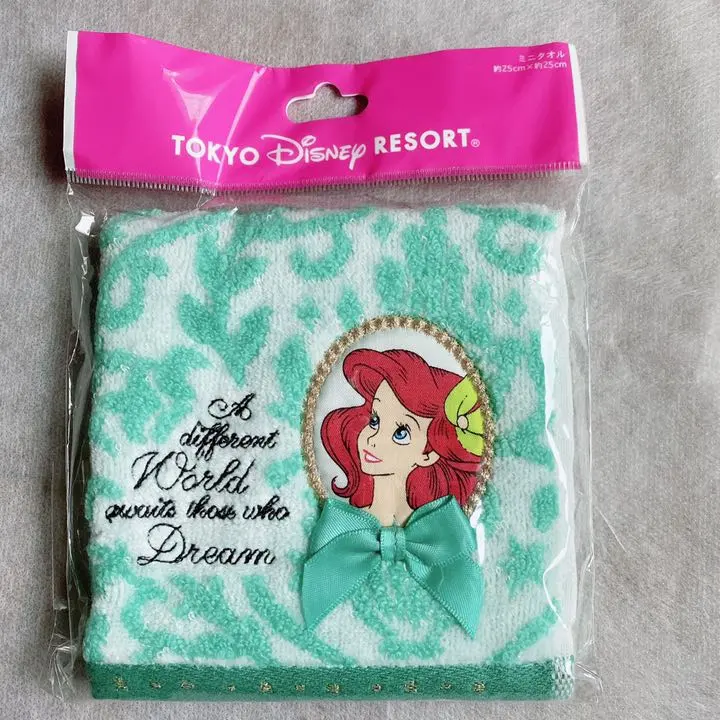 ミニタオル
約25cm×約25cm
TOKYO DISNEY RESORT®
A
different
World
awaits those who
Dream